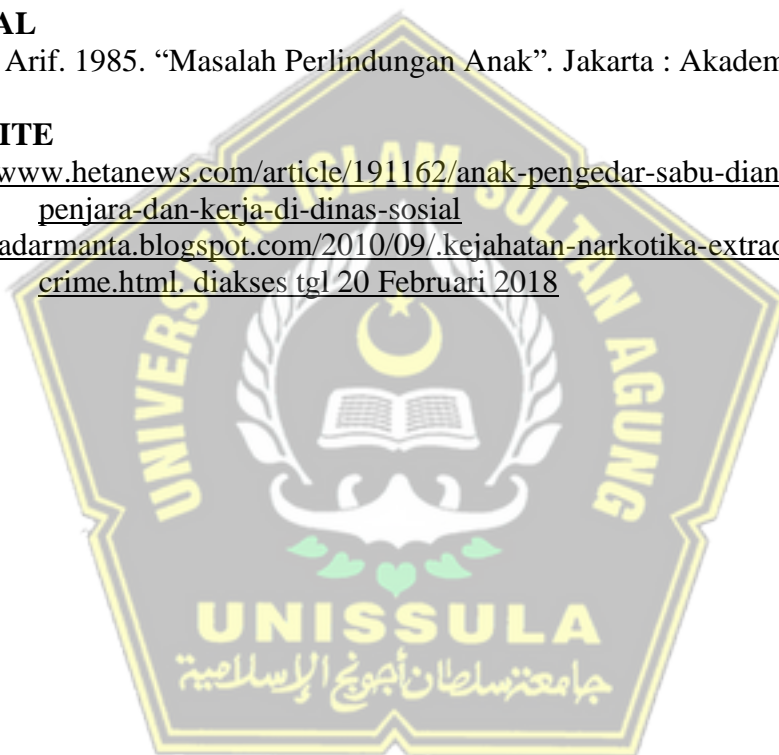 AL
Arif. 1985. “Masalah Perlindungan Anak”. Jakarta : Akadem
ITE
www.hetanews.com/article/191162/anak-pengedar-sabu-dian
penjara-dan-kerja-di-dinas-sosial
adarmanta.blogspot.com/2010/09/.kejahatan-narkotika-extrao
crime.html. diakses tgl 20 Februari 2018
UNIVERSITAS ISLAM SULTAN AGUNG
UNISSULA
جامعة سلطان أجونج الإسلامية